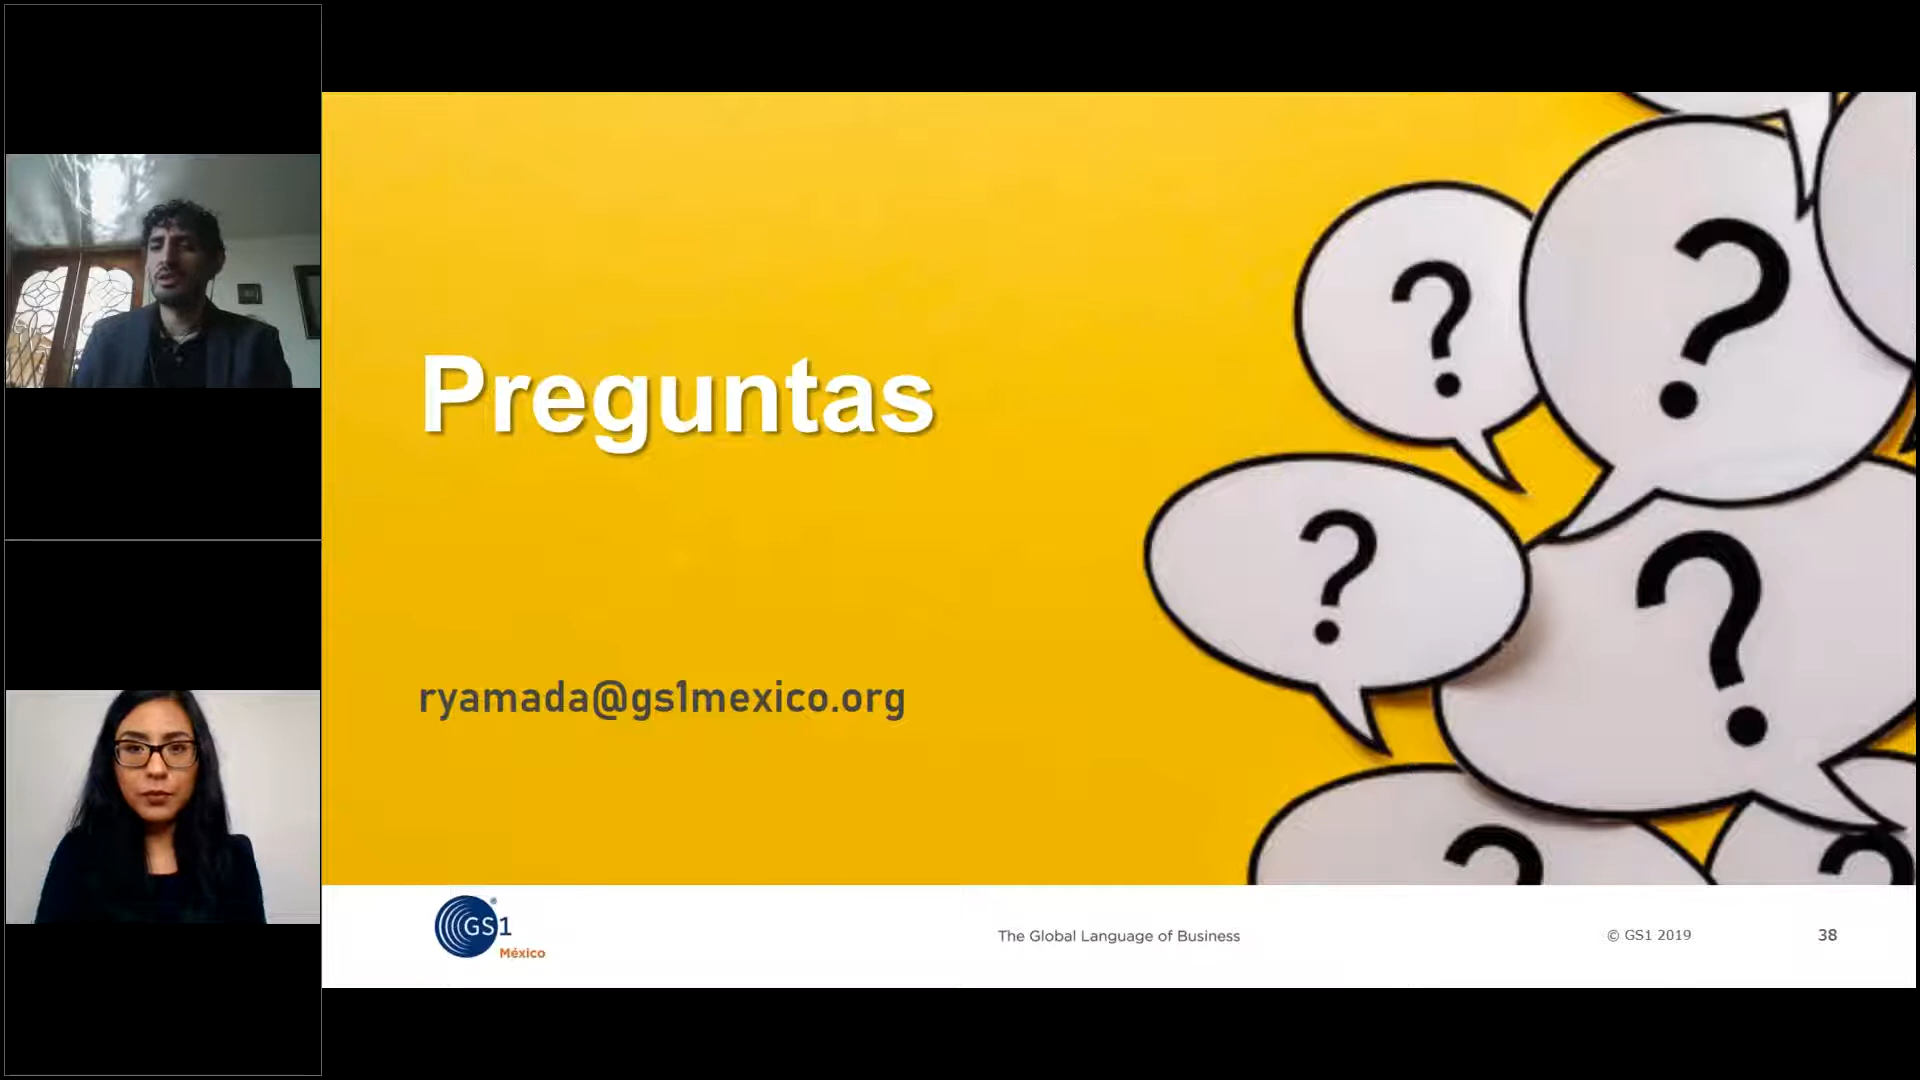 Preguntas
?
?
?
?
?
?
ryamada@gs1mexico.org
GS1®
México
The Global Language of Business
© GS1 2019
38